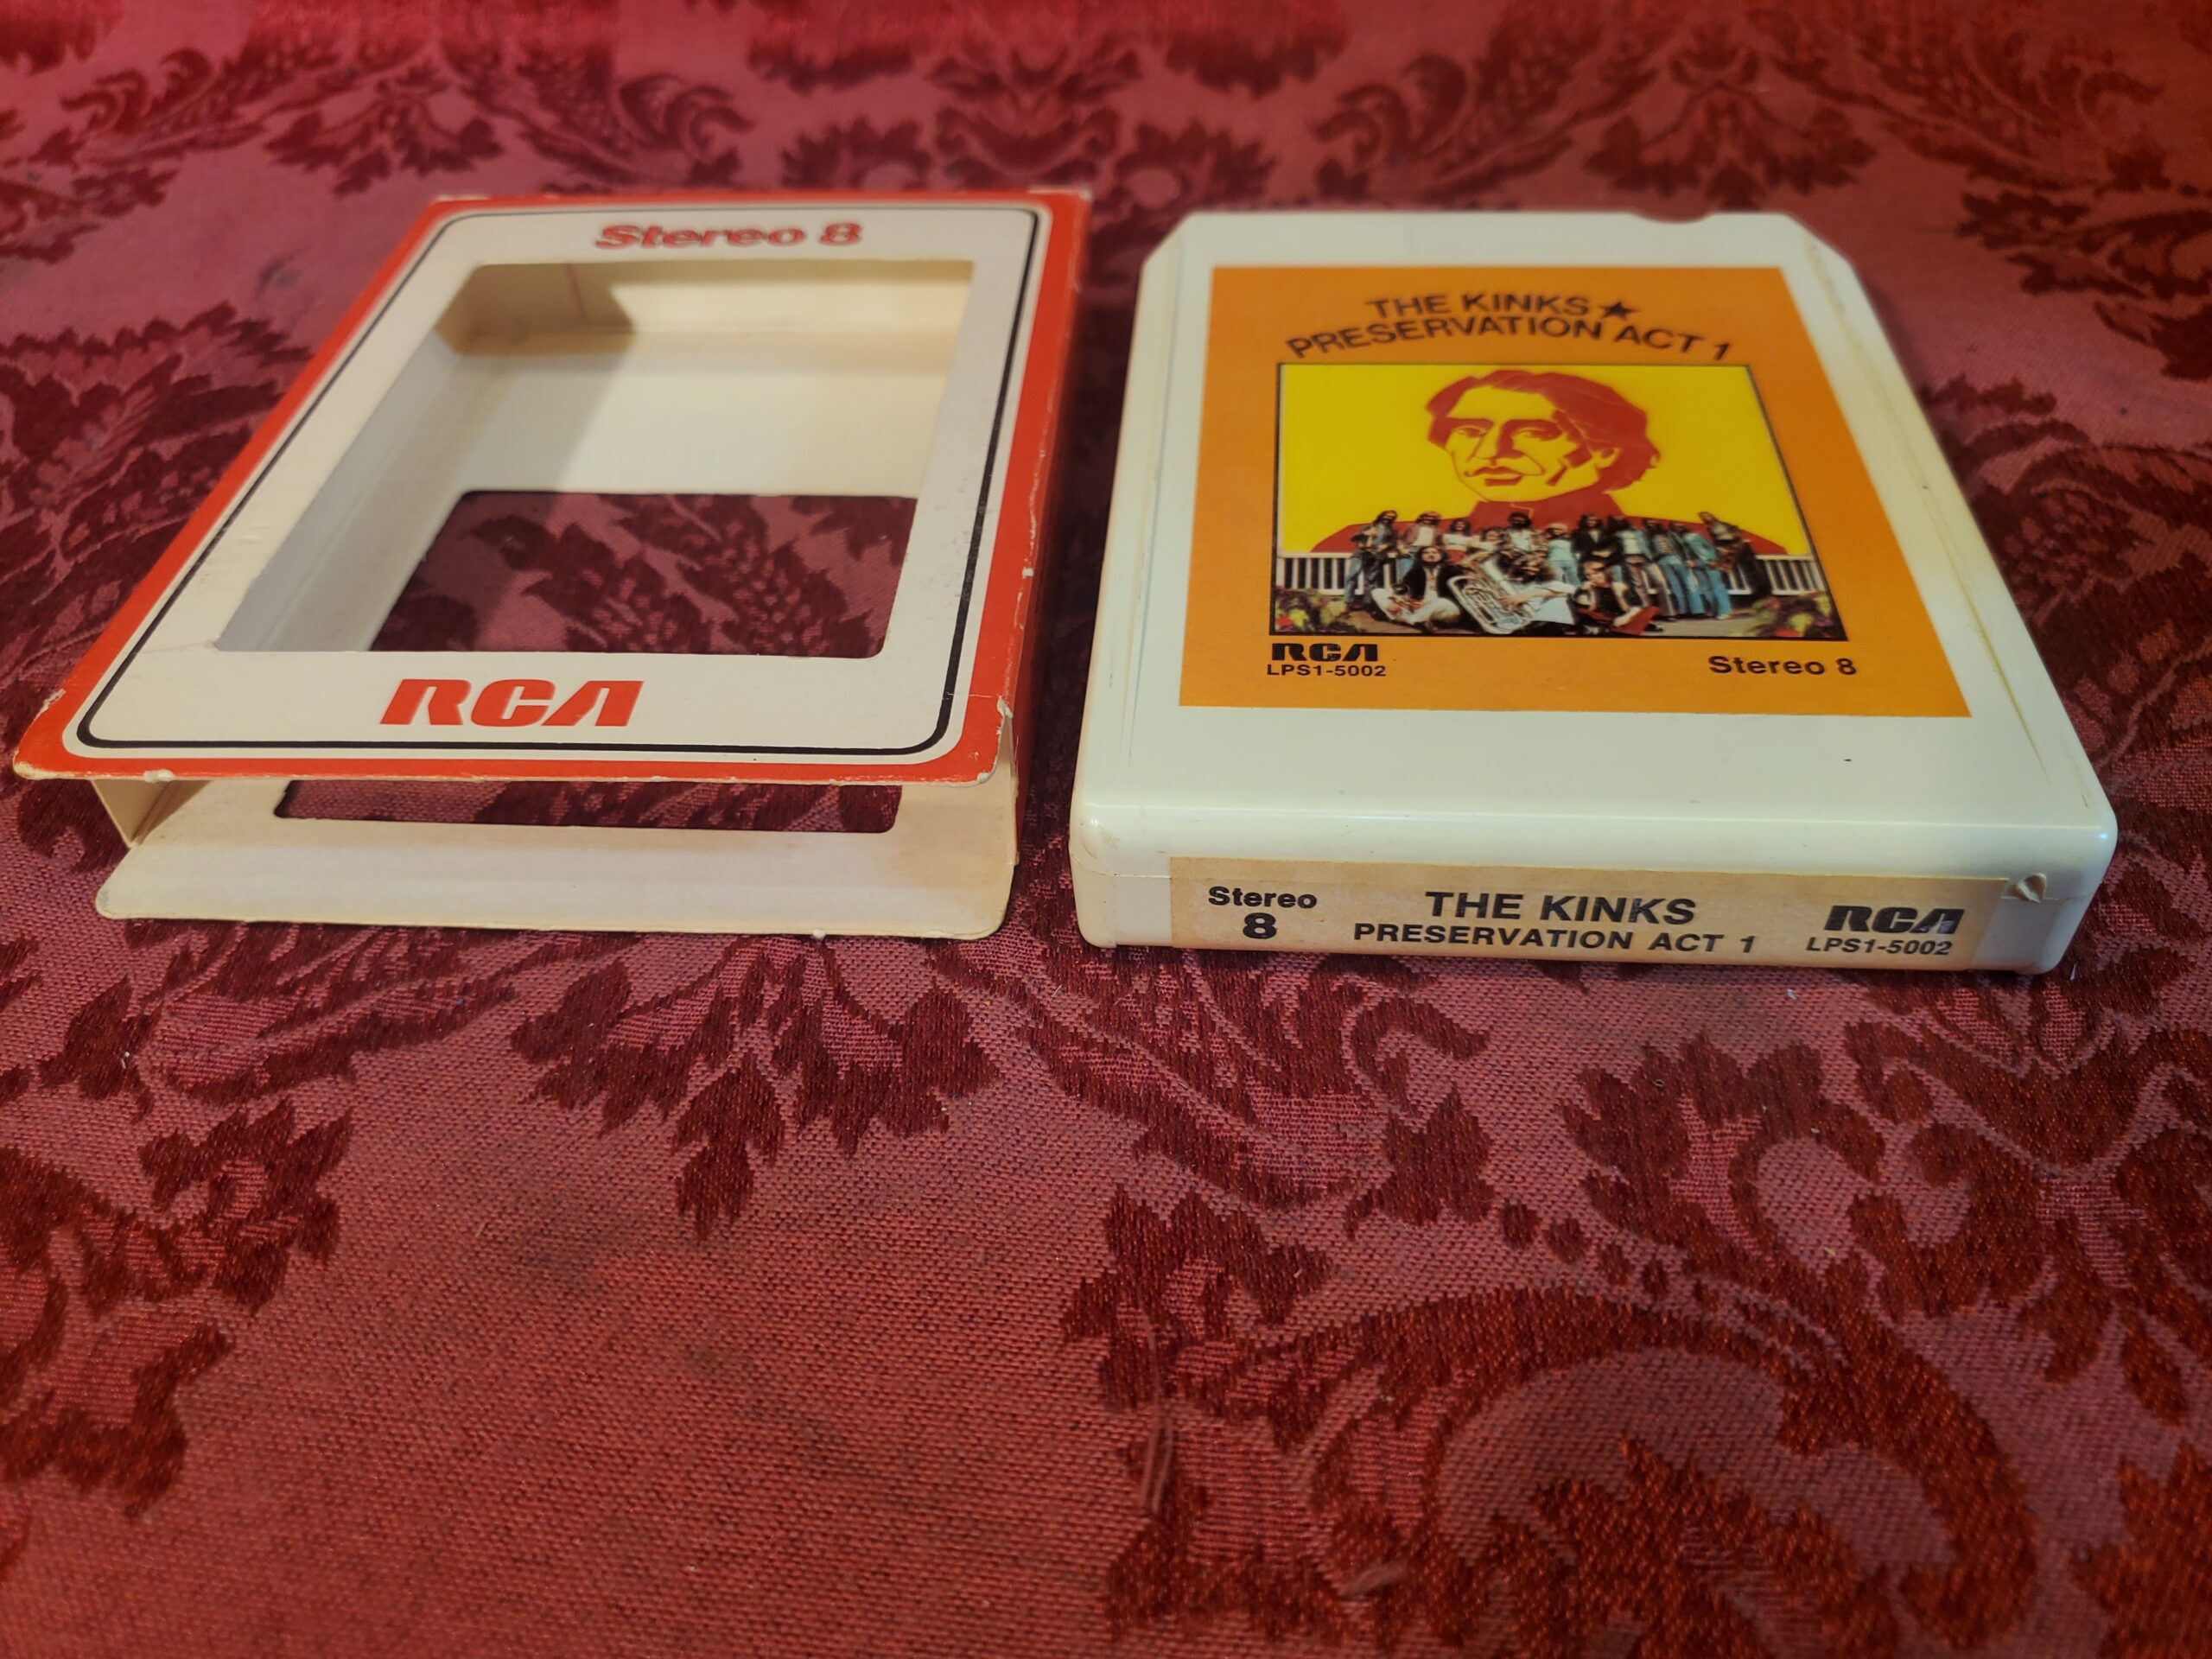 Stereo 8
RCA
THE KINKS★
PRESERVATION ACT 1
RCA
LPS1-5002
Stereo 8
Stereo
8
THE KINKS
PRESERVATION ACT 1
RCA
LPS1-5002